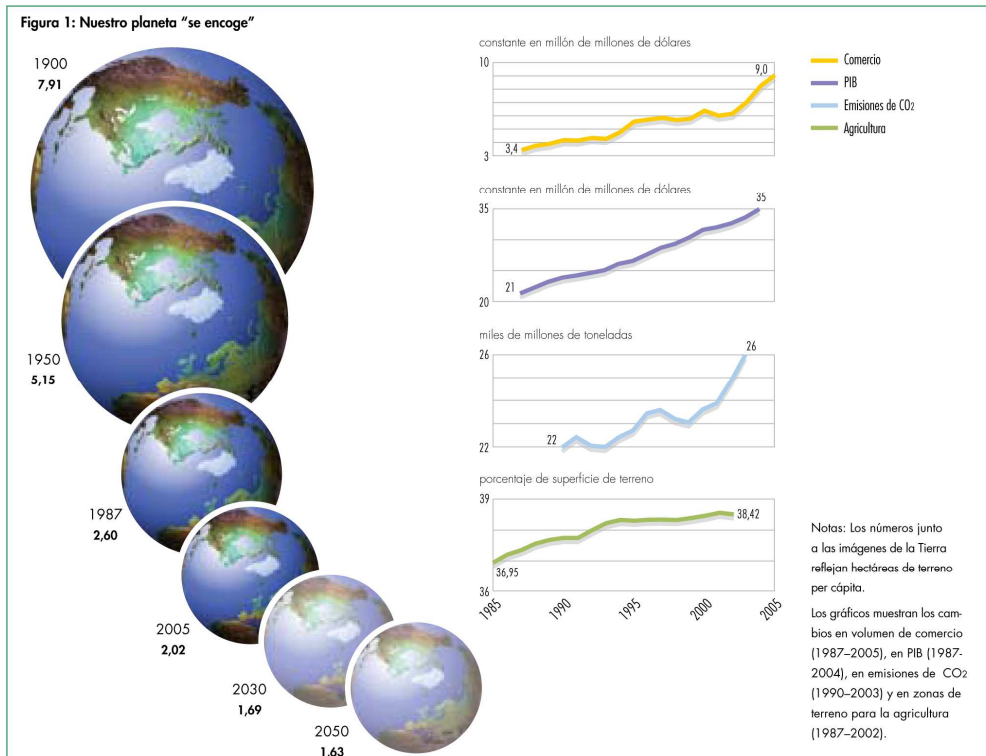 Figura 1: Nuestro planeta “se encoge”
1900
7,91
1950
5,15
1987
2,60
2005
2,02
2030
1,69
2050
1,63
constante en millón de millones de dólares
10
9,0
3,4
3
constante en millón de millones de dólares
35
35
21
20
miles de millones de toneladas
26
26
22
22
porcentaje de superficie de terreno
39
38,42
36,95
36
1985
1990
1995
2000
2005
Comercio
PIB
Emisiones de CO2
Agricultura
Notas: Los números junto
a las imágenes de la Tierra
reflejan hectáreas de terreno
per cápita.
Los gráficos muestran los cam-
bios en volumen de comercio
(1987–2005), en PIB (1987-
2004), en emisiones de CO2
(1990–2003) y en zonas de
terreno para la agricultura
(1987–2002).